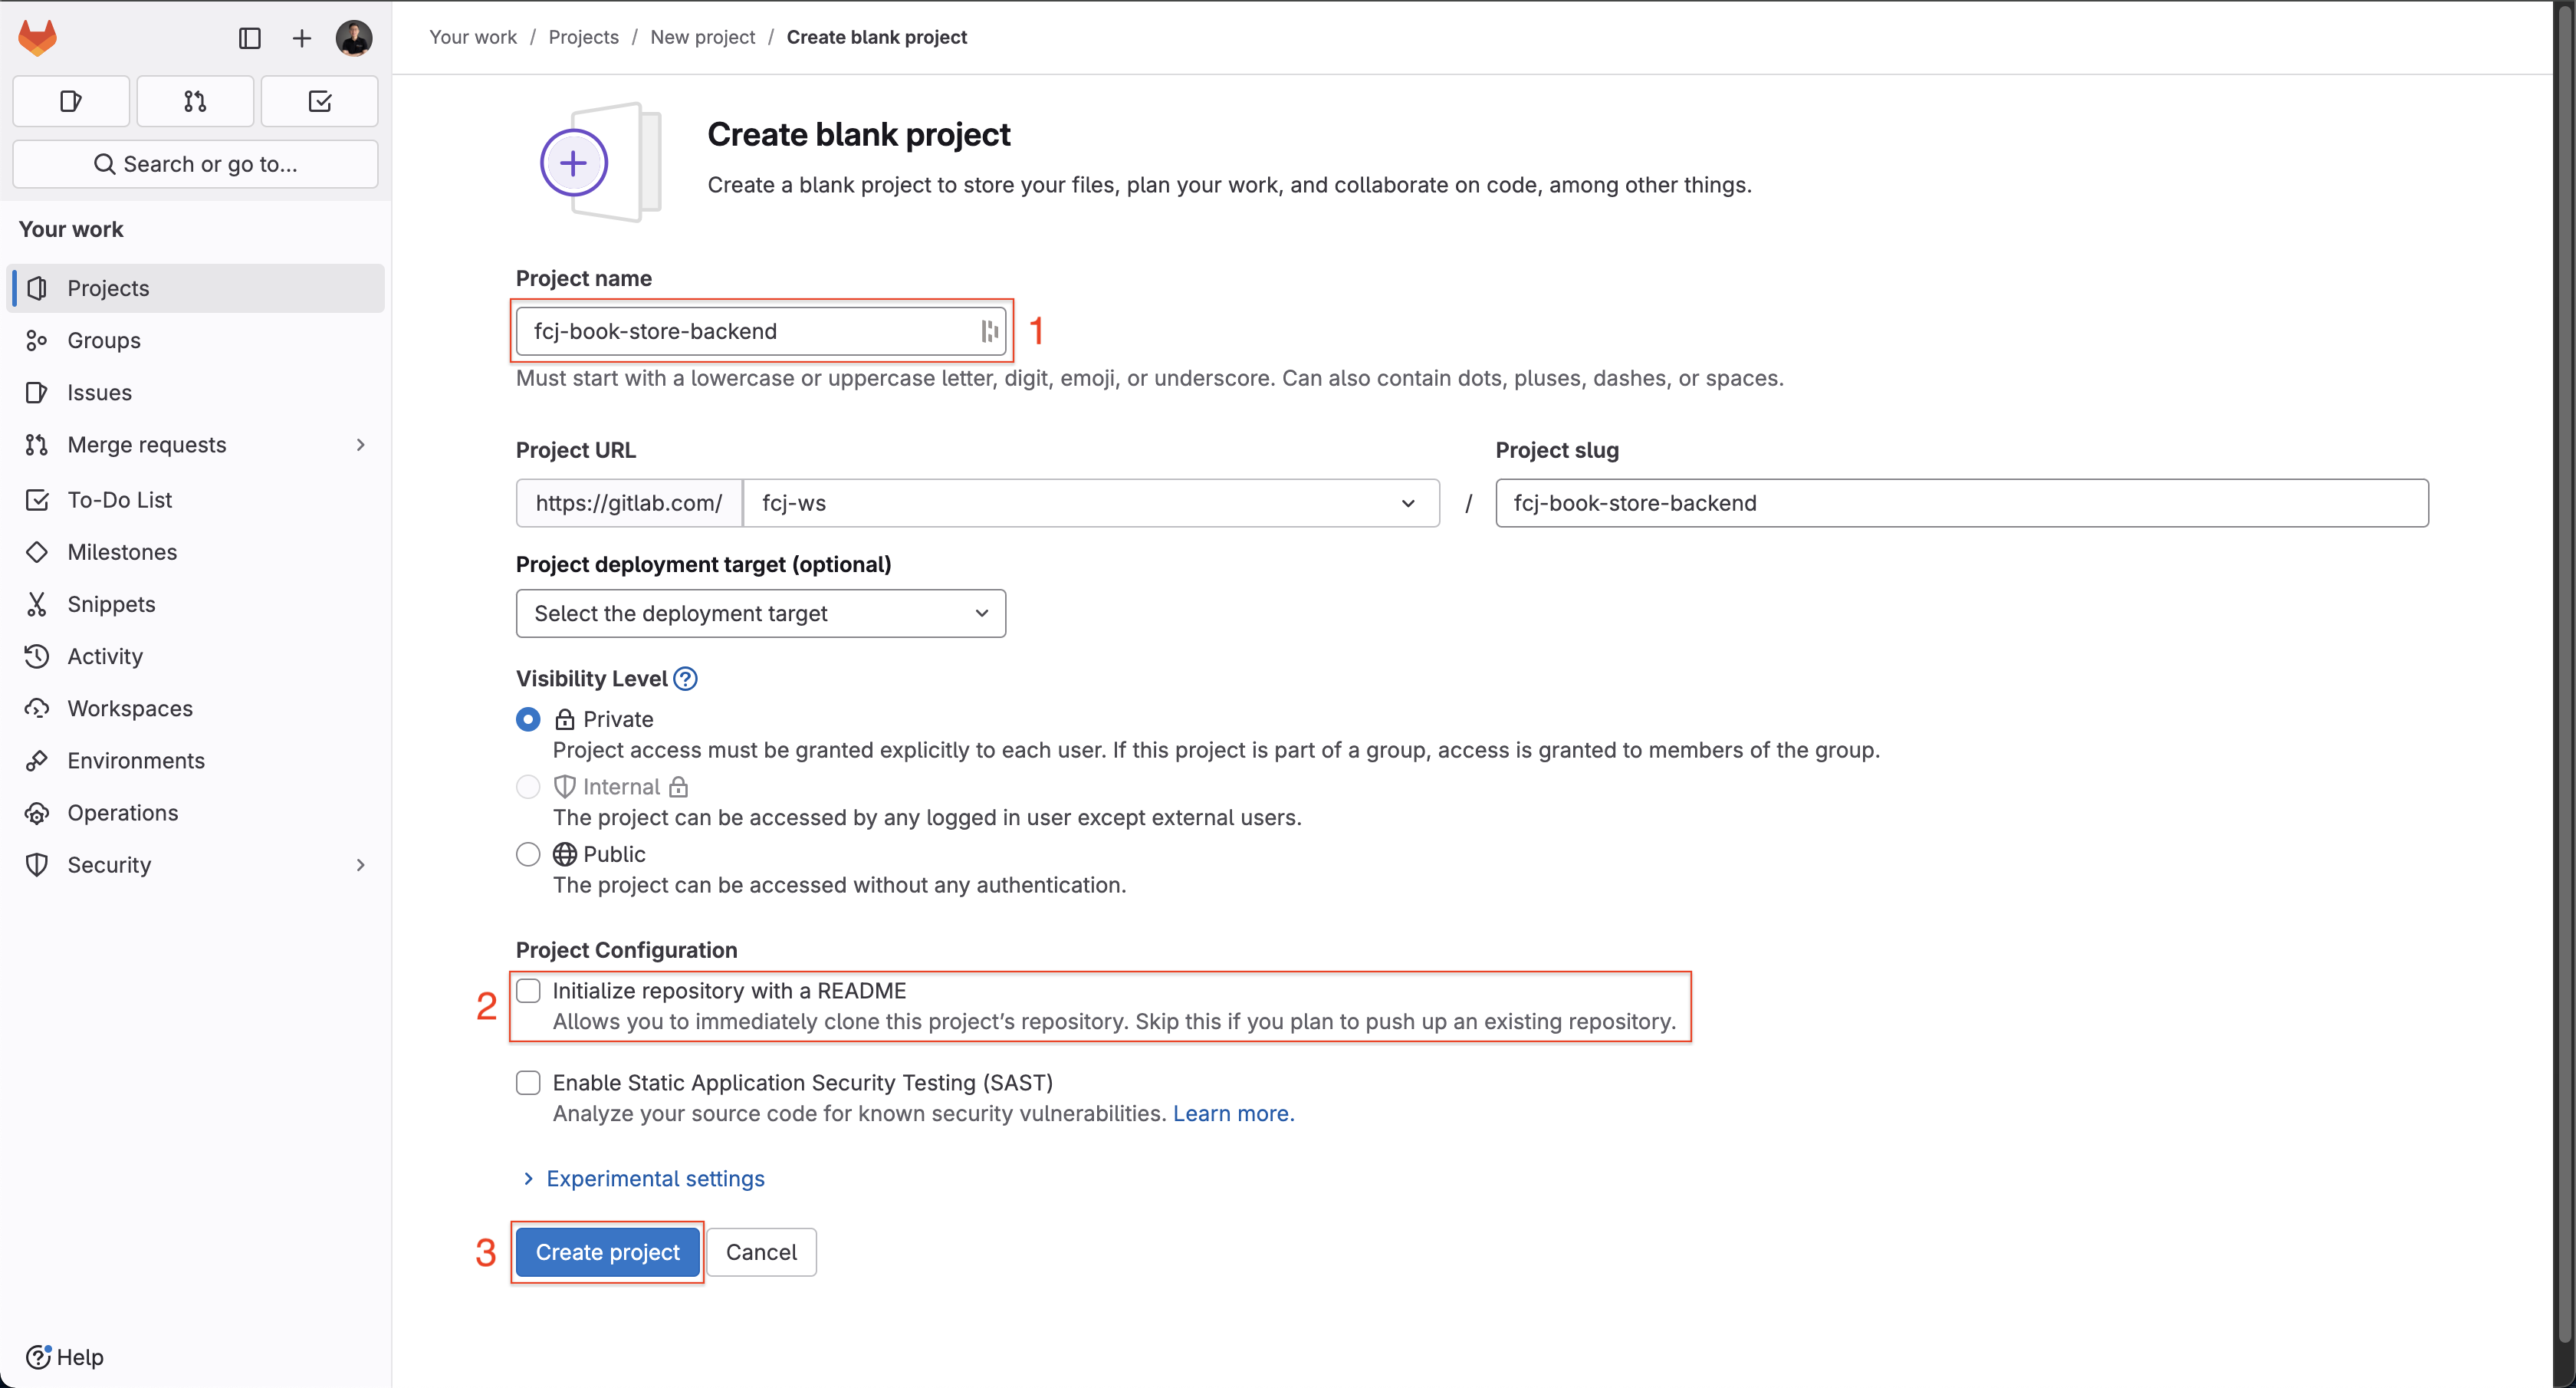 Your work / Projects / New project / Create blank project
Search or go to...
Your work
Projects
Groups
Issues
Merge requests
To-Do List
Milestones
Snippets
Activity
Workspaces
Environments
Operations
Security
Help
Create blank project
Create a blank project to store your files, plan your work, and collaborate on code, among other things.
Project name
fcj-book-store-backend 1
Must start with a lowercase or uppercase letter, digit, emoji, or underscore. Can also contain dots, pluses, dashes, or spaces.
Project URL Project slug
https://gitlab.com/ fcj-ws / fcj-book-store-backend
Project deployment target (optional)
Select the deployment target
Visibility Level ?
Private
Project access must be granted explicitly to each user. If this project is part of a group, access is granted to members of the group.
Internal
The project can be accessed by any logged in user except external users.
Public
The project can be accessed without any authentication.
Project Configuration
2 Initialize repository with a README
Allows you to immediately clone this project’s repository. Skip this if you plan to push up an existing repository.
Enable Static Application Security Testing (SAST)
Analyze your source code for known security vulnerabilities. Learn more.
Experimental settings
3 Create project Cancel